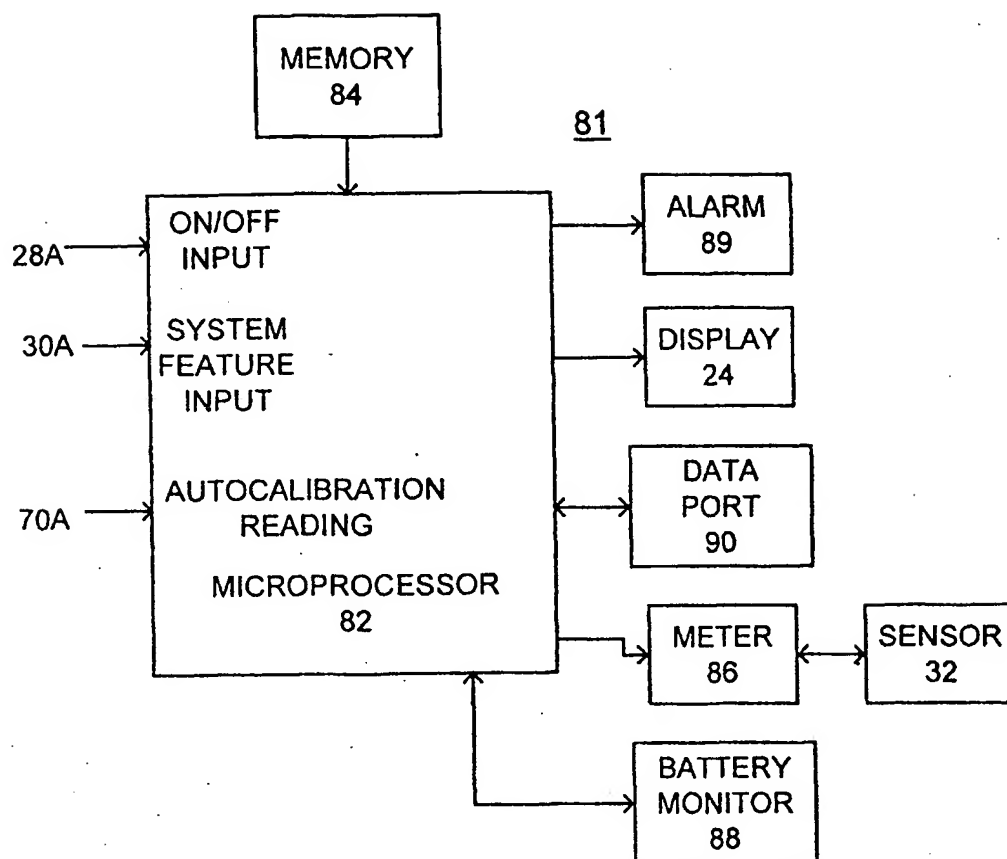 MEMORY
84
81
ON/OFF
INPUT
28A
SYSTEM
FEATURE
INPUT
30A
AUTOCALIBRATION
READING
70A
MICROPROCESSOR
82
ALARM
89
DISPLAY
24
DATA
PORT
90
METER
86
SENSOR
32
BATTERY
MONITOR
88